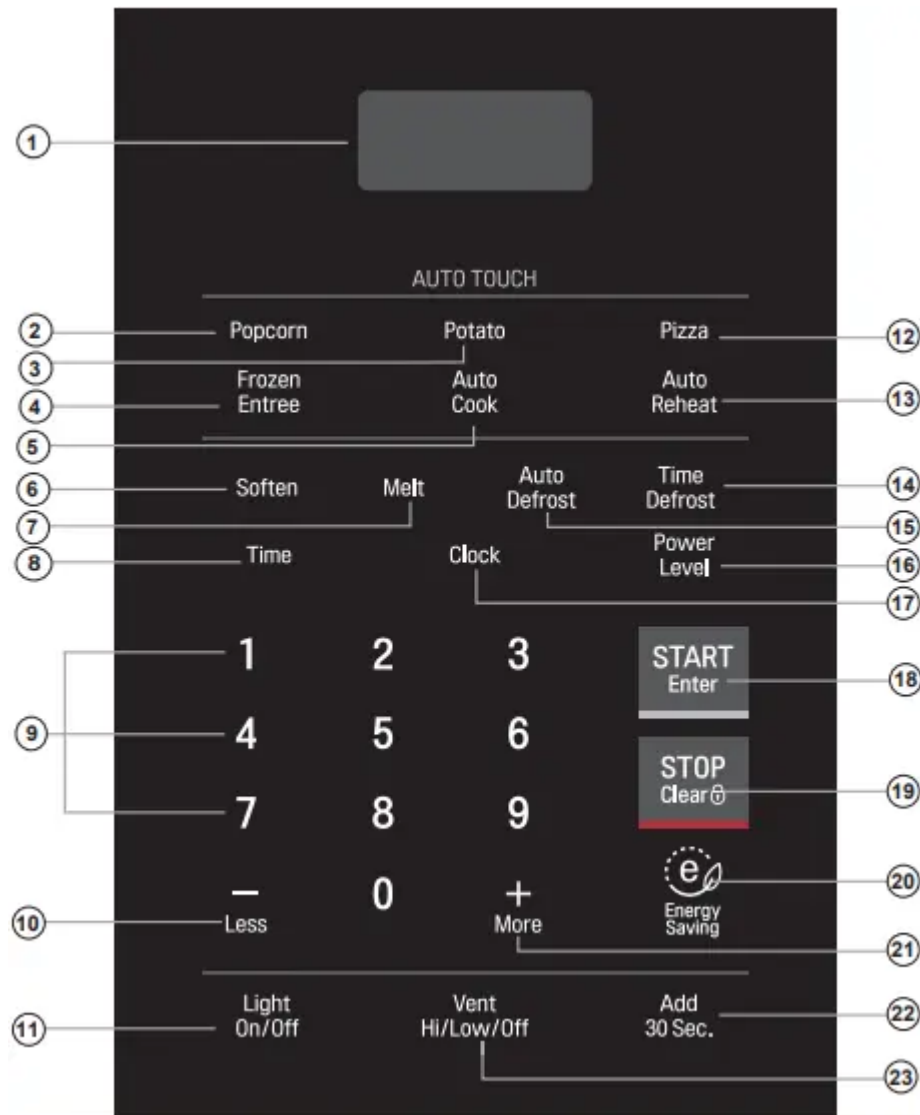 1
AUTO TOUCH
2 Popcorn Potato Pizza 12
3
4 Frozen Entree Auto Cook Auto Reheat 13
5
6 Soften Melt Auto Defrost Time Defrost 14
7 15
8 Time Clock Power Level 16
17
1 2 3 START Enter 18
9 4 5 6
STOP Clear 19
7 8 9
e Energy Saving 20
10 − Less 0 + More
21
11 Light On/Off Vent Hi/Low/Off Add 30 Sec. 22
23